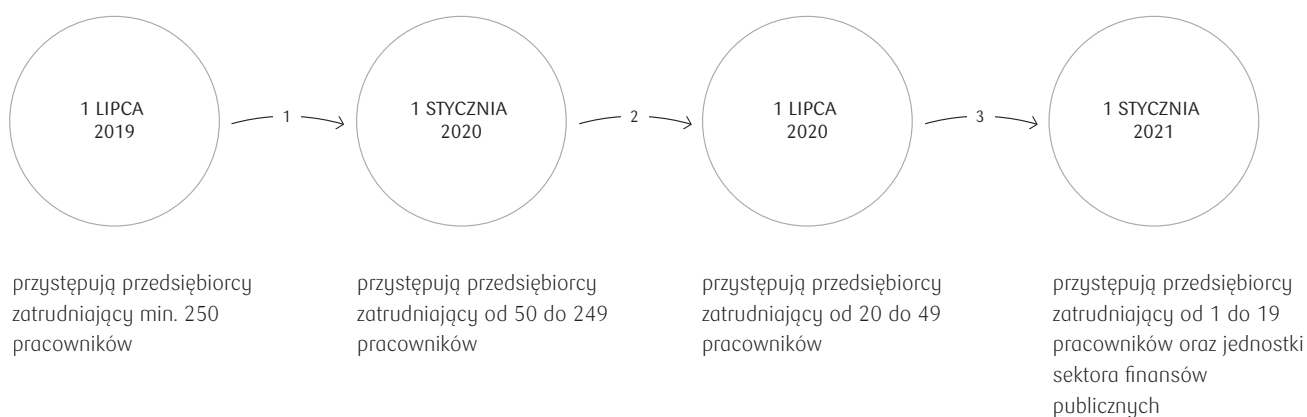 1 LIPCA
2019
1
1 STYCZNIA
2020
2
1 LIPCA
2020
3
1 STYCZNIA
2021
przystępują przedsiębiorcy
zatrudniający min. 250
pracowników
przystępują przedsiębiorcy
zatrudniający od 50 do 249
pracowników
przystępują przedsiębiorcy
zatrudniający od 20 do 49
pracowników
przystępują przedsiębiorcy
zatrudniający od 1 do 19
pracowników oraz jednostki
sektora finansów
publicznych